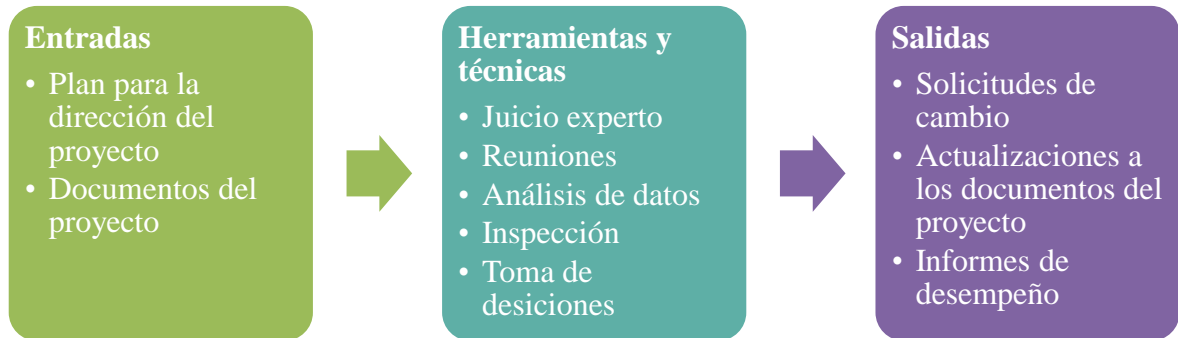 Entradas
• Plan para la
dirección del
proyecto
• Documentos del
proyecto
Herramientas y
técnicas
• Juicio experto
• Reuniones
• Análisis de datos
• Inspección
• Toma de
desiciones
Salidas
• Solicitudes de
cambio
• Actualizaciones a
los documentos del
proyecto
• Informes de
desempeño